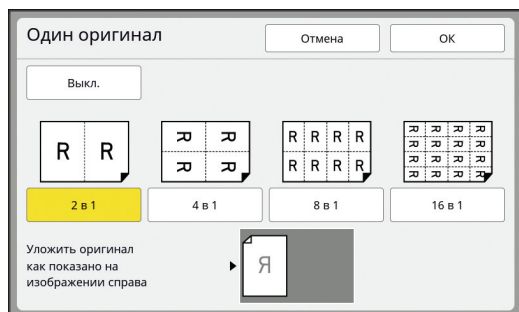 Один оригинал
Отмена
ОК
Выкл.
R R
R R
R R
R R R R
R R R R
R R R R
R R R R
R R R R
R R R R
2 в 1
4 в 1
8 в 1
16 в 1
Уложить оригинал
как показано на
изображении справа
Я